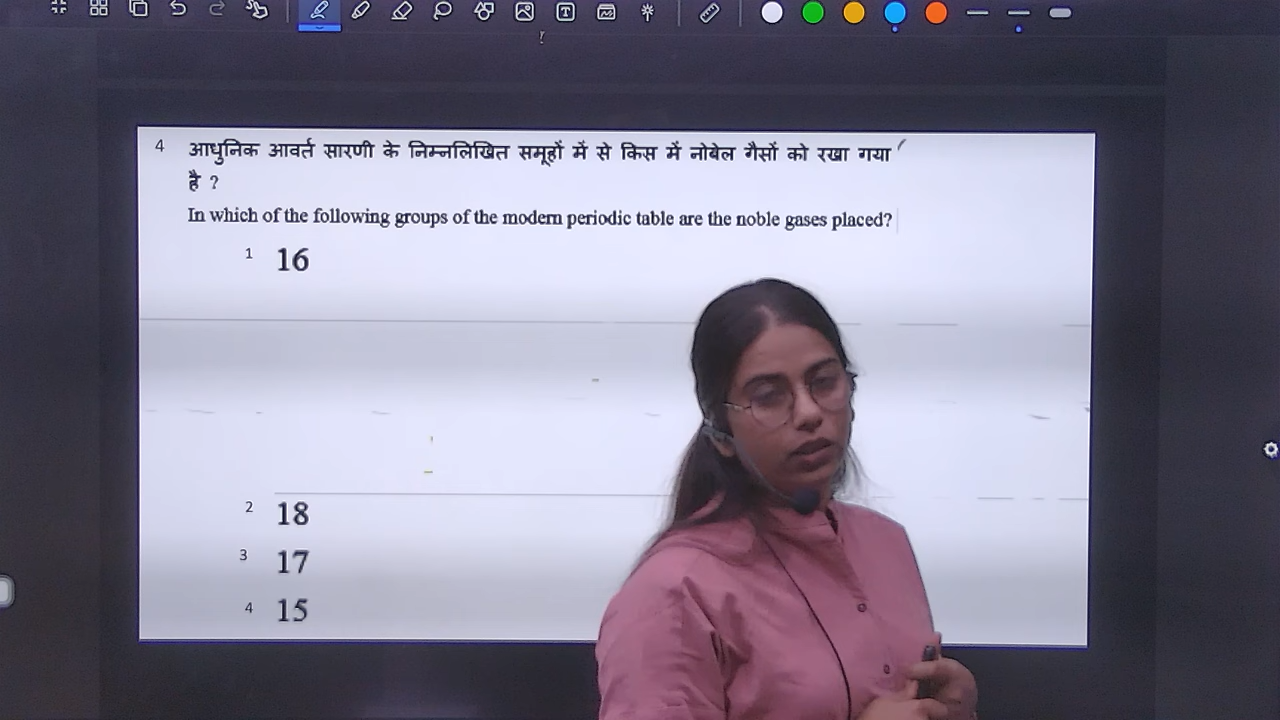 4 आधुनिक आवर्त सारणी के निम्नलिखित समूहों में से किस में नोबेल गैसों को रखा गया
है ?
In which of the following groups of the modern periodic table are the noble gases placed?
1 16
2 18
3 17
4 15